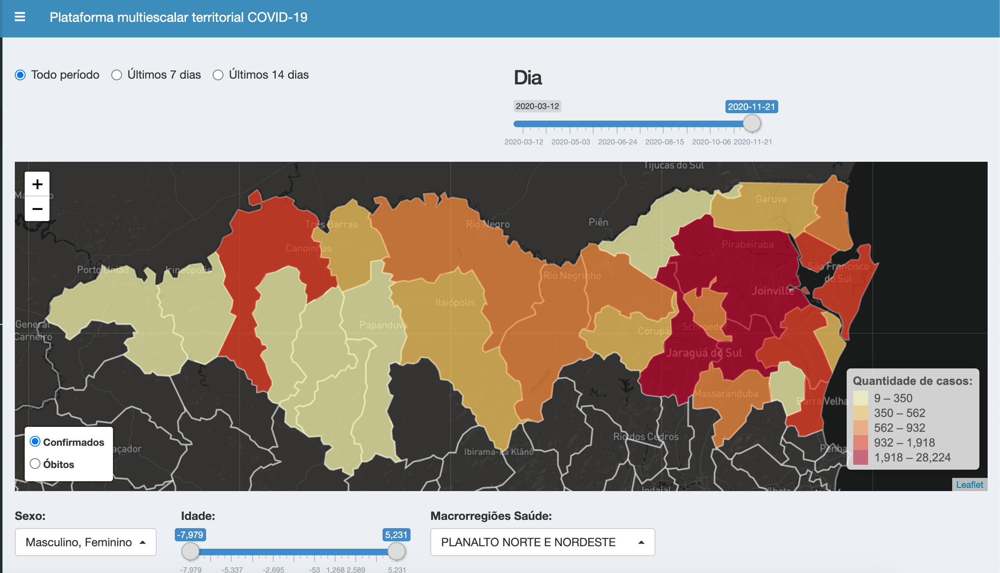 Plataforma multiescalar territorial COVID-19
Todo período
Últimos 7 dias
Últimos 14 dias
Dia
2020-03-12
2020-11-21
2020-03-12 2020-05-03 2020-06-24 2020-08-15 2020-10-06 2020-11-21
Tijucas do Sul
+
−
Garuva
Piên
Três Barras
Rio Negro
Canoinhas
Pirabeiraba
Porto União
Irineópolis
São Francisco
do Sul
Rio Negrinho
Joinville
Itaiópolis
General
Carneiro
Papanduva
Corupá
Schroeder
Jaraguá do Sul
Massaranduba
Barra Velha
Rio dos Cedros
Ibirama-La Klãnõ
Penha
açador
Indaial
Ilhota
Quantidade de casos:
9 – 350
350 – 562
562 – 932
932 – 1,918
1,918 – 28,224
Confirmados
Óbitos
Leaflet
Sexo:
Masculino, Feminino
Idade:
-7,979
5,231
-7,979 -5,337 -2,695 -53 1,268 2,589 5,231
Macrorregiões Saúde:
PLANALTO NORTE E NORDESTE